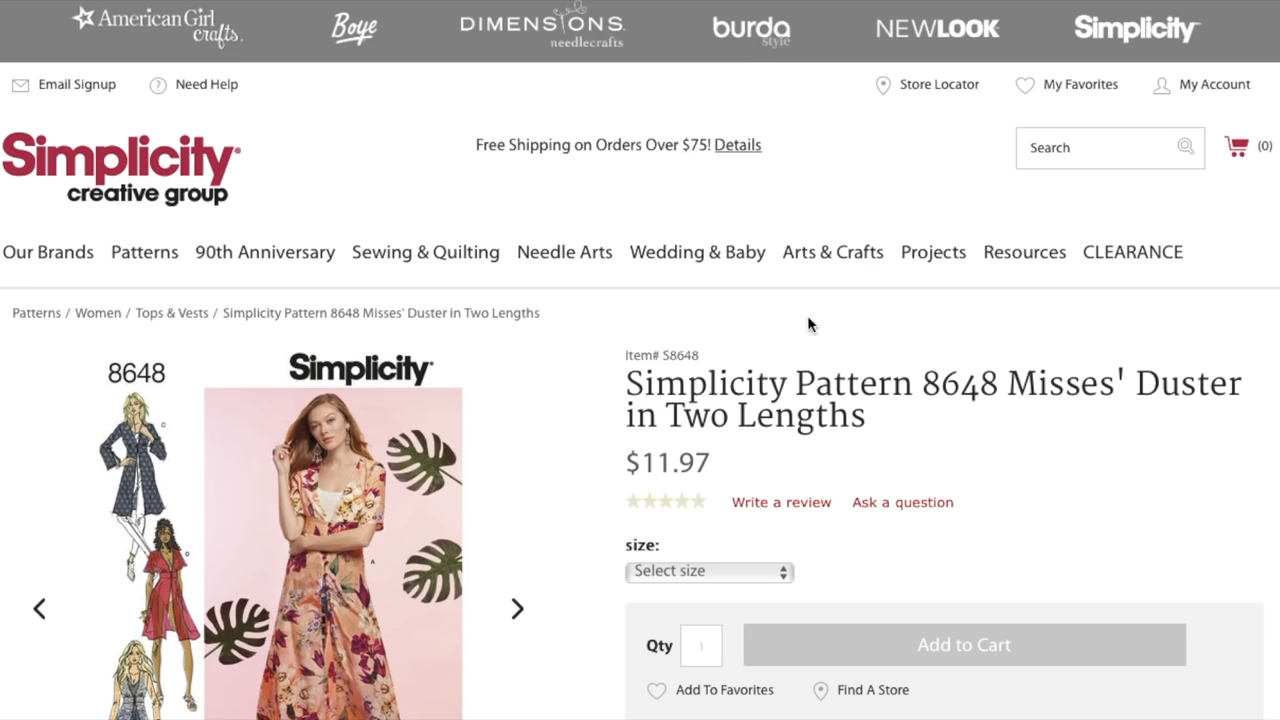 American Girl crafts.
Boye
DIMENSIONS needlecrafts
burda style
NEWLOOK
Simplicity
Email Signup
Need Help
Store Locator
My Favorites
My Account
Simplicity
creative group
Free Shipping on Orders Over $75! Details
Search
(0)
Our Brands Patterns 90th Anniversary Sewing & Quilting Needle Arts Wedding & Baby Arts & Crafts Projects Resources CLEARANCE
Patterns / Women / Tops & Vests / Simplicity Pattern 8648 Misses' Duster in Two Lengths
8648
Simplicity
C
D
A
Item# S8648
Simplicity Pattern 8648 Misses' Duster
in Two Lengths
$11.97
Write a review Ask a question
size:
Select size
Qty 1 Add to Cart
Add To Favorites Find A Store